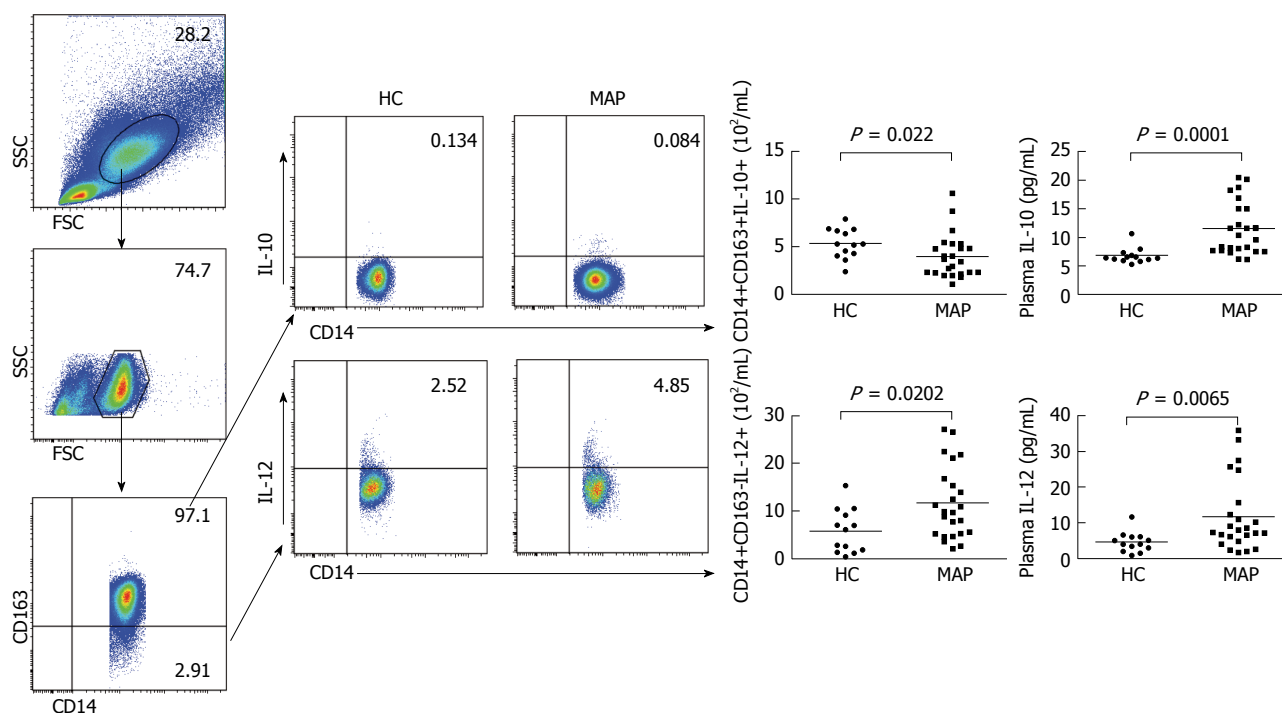 28.2
SSC
FSC
74.7
SSC
FSC
97.1
2.91
CD163
CD14
HC
MAP
0.134
0.084
IL-10
CD14
2.52
4.85
IL-12
CD14
CD14+CD163+IL-10+ (10²/mL)
P = 0.022
15
10
5
0
HC
MAP
Plasma IL-10 (pg/mL)
P = 0.0001
25
20
15
10
5
0
HC
MAP
CD14+CD163-IL-12+ (10²/mL)
P = 0.0202
30
20
10
0
HC
MAP
Plasma IL-12 (pg/mL)
P = 0.0065
40
30
20
10
0
HC
MAP